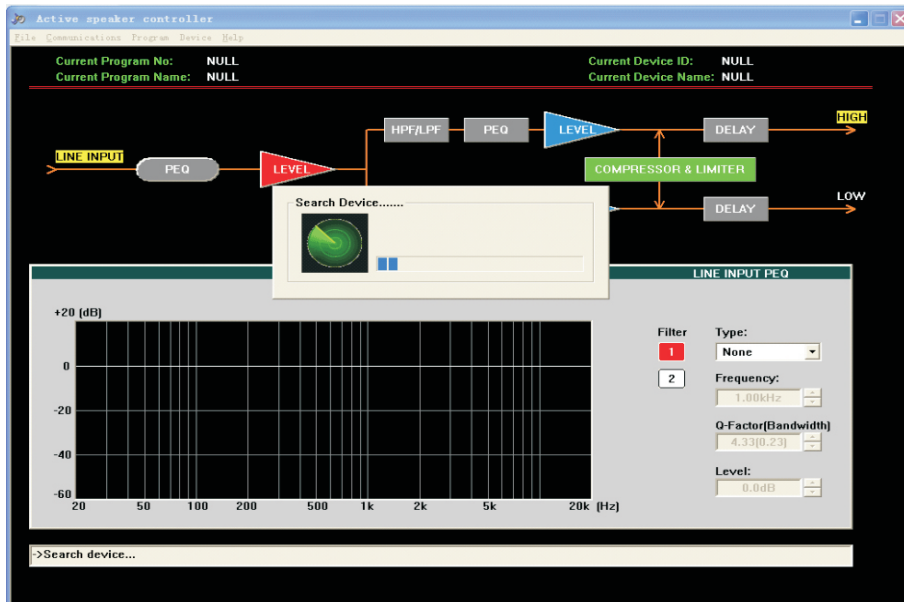 Active speaker controller
File Communications Program Device Help
Current Program No: NULL
Current Device ID: NULL
Current Program Name: NULL
Current Device Name: NULL
HIGH
HPF/LPF
PEQ
LEVEL
DELAY
LINE INPUT
PEQ
LEVEL
COMPRESSOR & LIMITER
LOW
DELAY
Search Device.......
LINE INPUT PEQ
+20 (dB)
0
-20
-40
-60
20 50 100 200 500 1k 2k 5k 20k (Hz)
Filter
1
2
Type:
None
Frequency:
1.00kHz
Q-Factor(Bandwidth)
4.33(0.23)
Level:
0.0dB
->Search device...